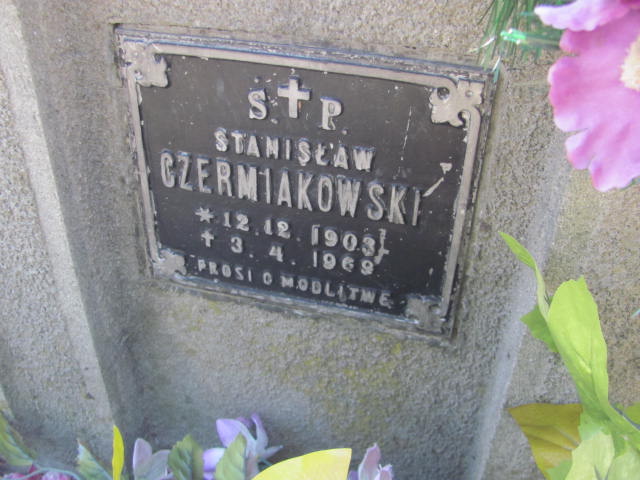 Ś. P.
STANISŁAW
CZERMIAKOWSKI
* 12. 12. 1903
✝ 3. 4. 1969
PROSI O MODLITWĘ